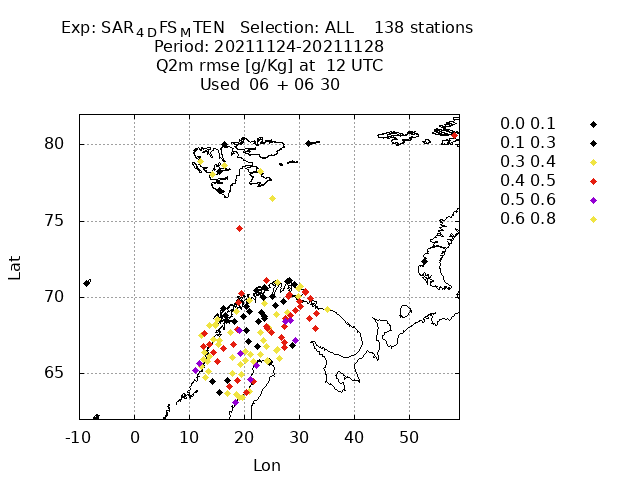 Exp: SAR4DFSMTEN   Selection: ALL    138 stations
Period: 20211124-20211128
Q2m rmse [g/Kg] at  12 UTC
Used  06 + 06 30
0.0 0.1
0.1 0.3
0.3 0.4
0.4 0.5
0.5 0.6
0.6 0.8
80
75
70
65
Lat
-10 0 10 20 30 40 50
Lon